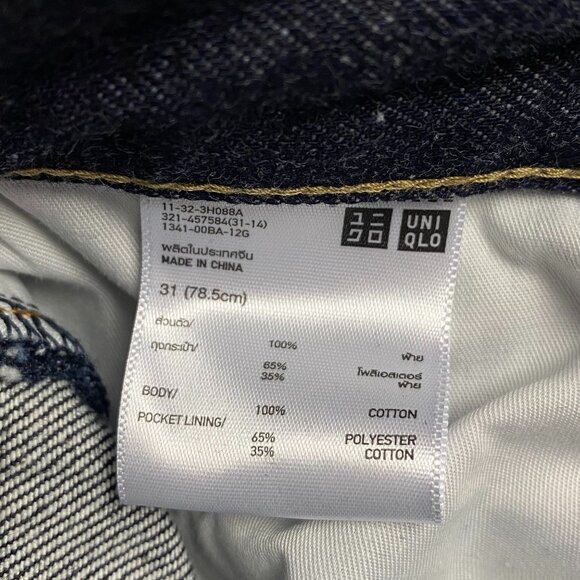 11-32-3H088A
321-457584(31-14)
1341-00BA-12G
ユニ
クロ
UNI
QLO
ผลิตในประเทศจีน
MADE IN CHINA
31 (78.5cm)
ส่วนตัว/
100% ฝ้าย
ถุงกระเป๋า/
65% โพลีเอสเตอร์
35% ฝ้าย
BODY/
100% COTTON
POCKET LINING/
65% POLYESTER
35% COTTON